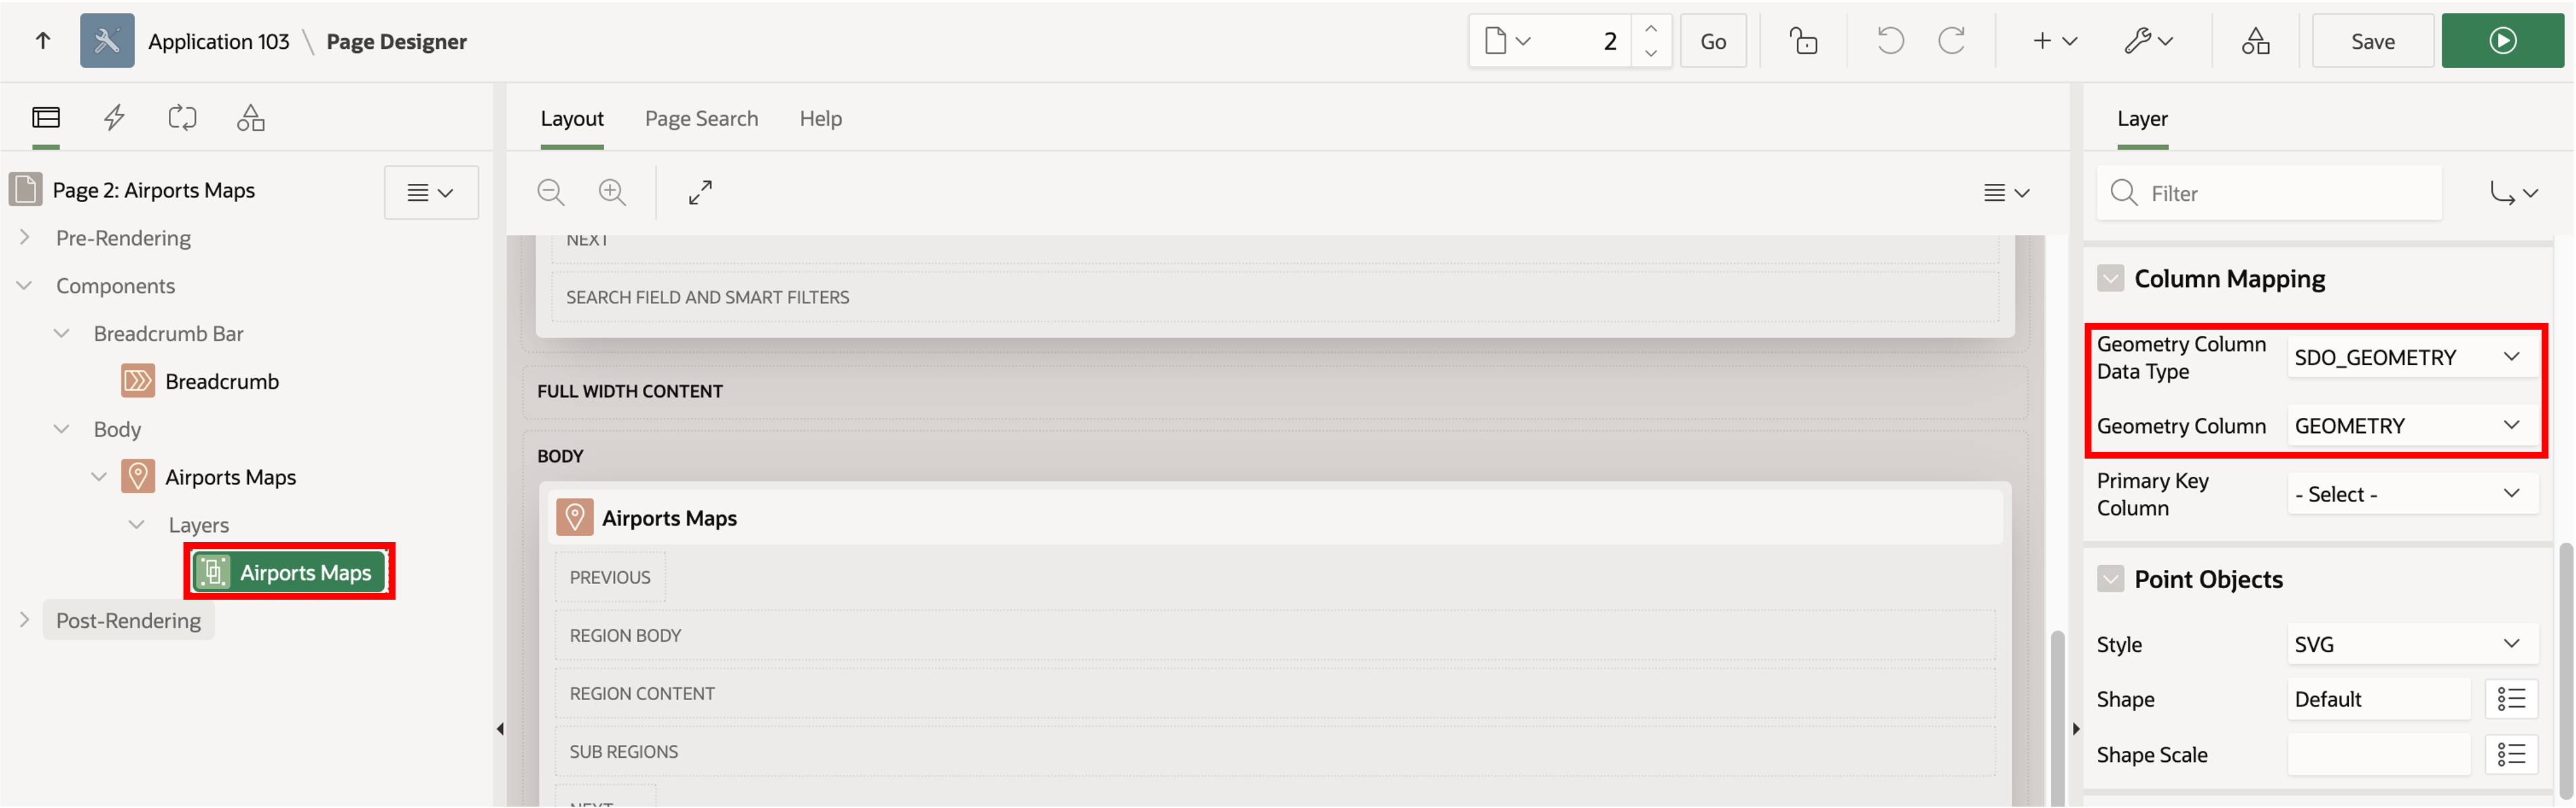 Application 103 \ Page Designer
2
Go
Save
Layout Page Search Help
Layer
Page 2: Airports Maps
Filter
Pre-Rendering
Components
Breadcrumb Bar
Breadcrumb
Body
Airports Maps
Layers
Airports Maps
Post-Rendering
NEXT
SEARCH FIELD AND SMART FILTERS
FULL WIDTH CONTENT
BODY
Airports Maps
PREVIOUS
REGION BODY
REGION CONTENT
SUB REGIONS
NEXT
Column Mapping
Geometry Column
Data Type
SDO_GEOMETRY
Geometry Column
GEOMETRY
Primary Key
Column
- Select -
Point Objects
Style
SVG
Shape
Default
Shape Scale